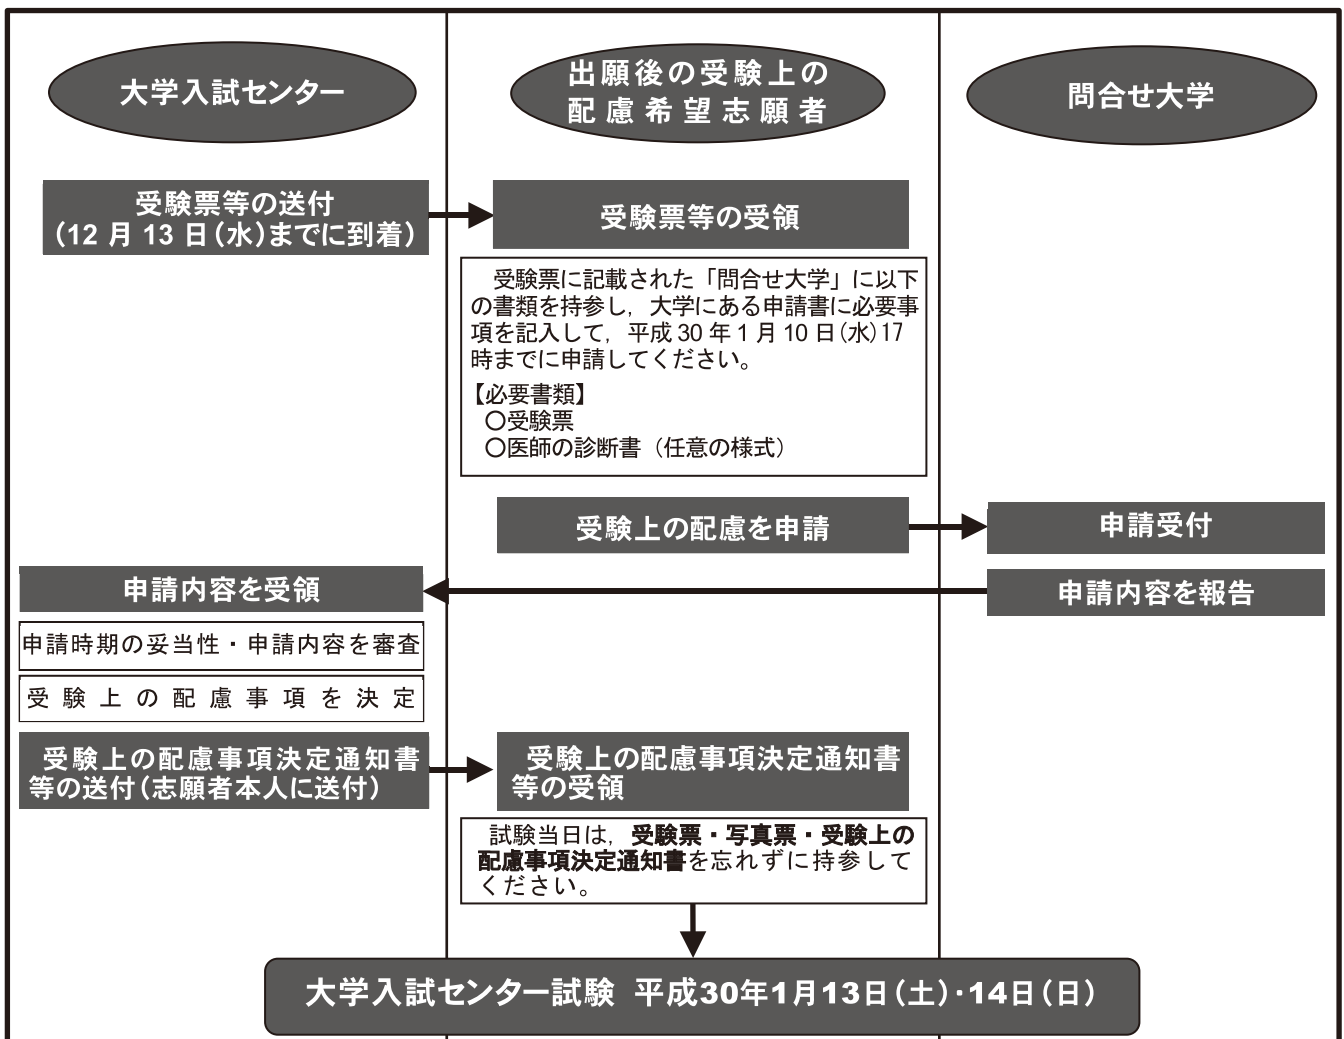 大学入試センター
出願後の受験上の
配慮希望志願者
問合せ大学
受験票等の送付
(12月13日(水)までに到着)
受験票等の受領
受験票に記載された「問合せ大学」に以下
の書類を持参し，大学にある申請書に必要事
項を記入して，平成30年1月10日(水)17
時までに申請してください。
【必要書類】
○受験票
○医師の診断書（任意の様式）
受験上の配慮を申請
申請受付
申請内容を受領
申請内容を報告
申請時期の妥当性・申請内容を審査
受験上の配慮事項を決定
受験上の配慮事項決定通知書
等の送付(志願者本人に送付)
受験上の配慮事項決定通知書
等の受領
試験当日は，受験票・写真票・受験上の
配慮事項決定通知書を忘れずに持参して
ください。
大学入試センター試験 平成30年1月13日(土)・14日(日)